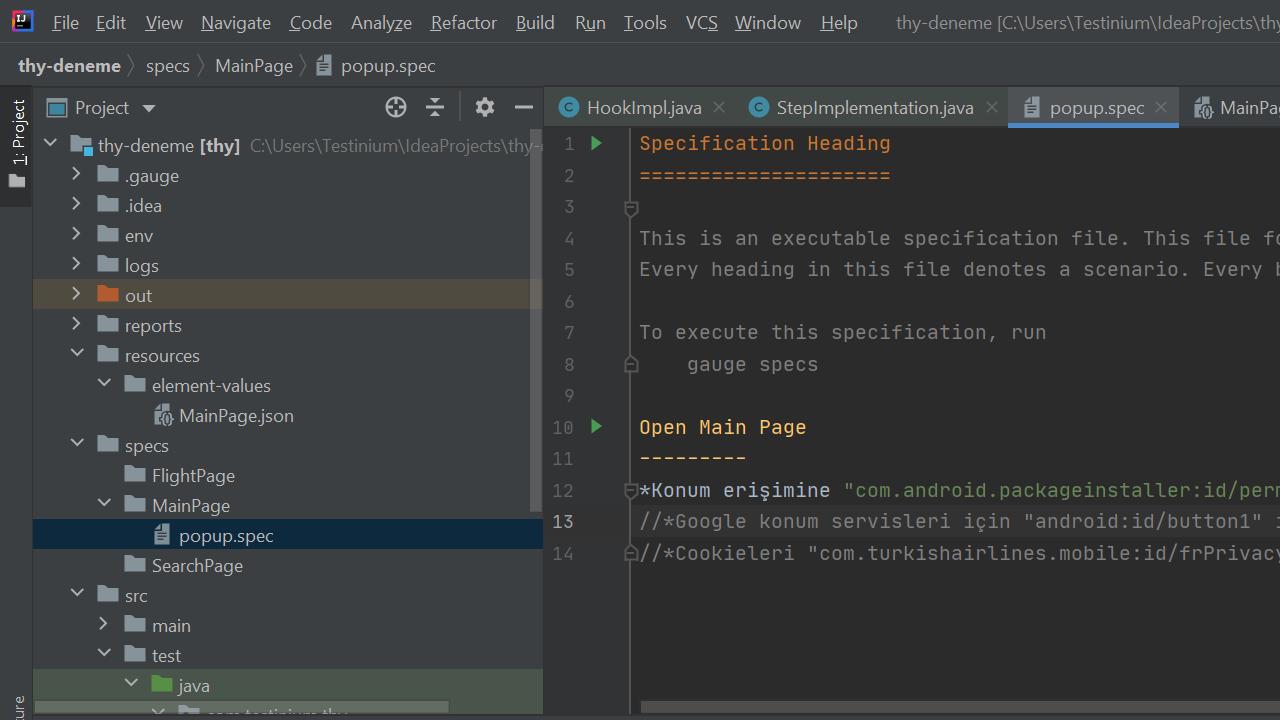 File Edit View Navigate Code Analyze Refactor Build Run Tools VCS Window Help thy-deneme [C:\Users\Testinium\IdeaProjects\thy
thy-deneme specs MainPage popup.spec
1: Project
Project
HookImpl.java StepImplementation.java popup.spec MainPa
thy-deneme [thy] C:\Users\Testinium\IdeaProjects\thy-
.gauge
.idea
env
logs
out
reports
resources
element-values
MainPage.json
specs
FlightPage
MainPage
popup.spec
SearchPage
src
main
test
java
com.testinium.thy
1 Specification Heading
2 =====================
3
4 This is an executable specification file. This file fo
5 Every heading in this file denotes a scenario. Every b
6
7 To execute this specification, run
8 gauge specs
9
10 Open Main Page
11 ---------
12 *Konum erişimine "com.android.packageinstaller:id/perm
13 //*Google konum servisleri için "android:id/button1" i
14 //*Cookieleri "com.turkishairlines.mobile:id/frPrivacy
ture